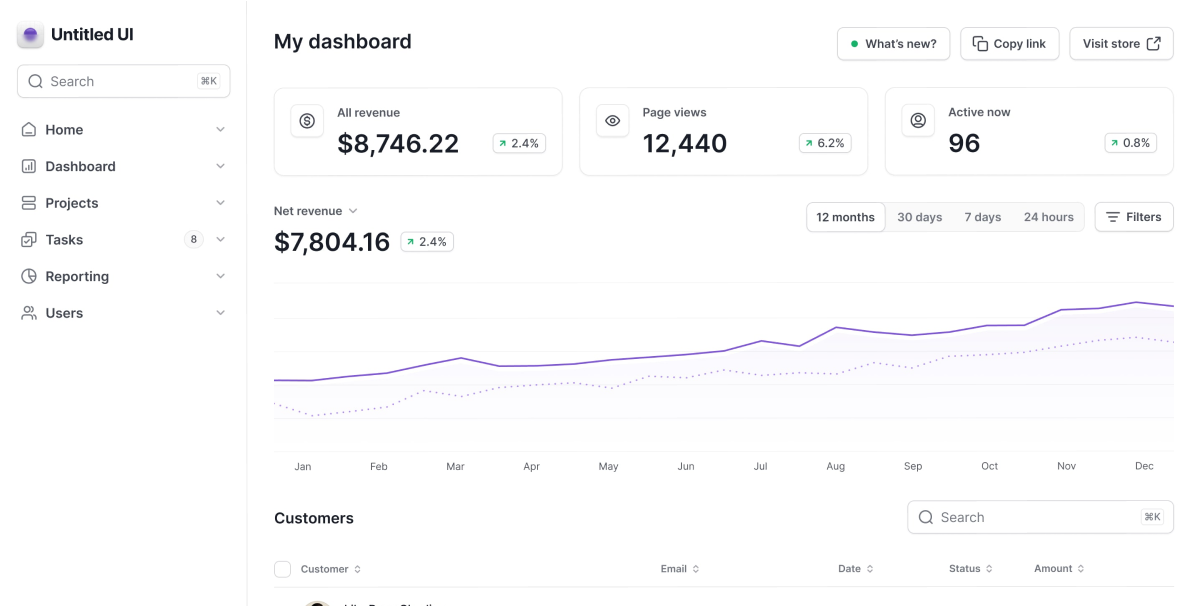 Untitled UI
Search ⌘K
Home
Dashboard
Projects
Tasks 8
Reporting
Users
My dashboard
What's new?
Copy link
Visit store
All revenue
$8,746.22
2.4%
Page views
12,440
6.2%
Active now
96
0.8%
Net revenue
$7,804.16
2.4%
12 months 30 days 7 days 24 hours
Filters
Jan Feb Mar Apr May Jun Jul Aug Sep Oct Nov Dec
Customers
Search ⌘K
Customer Email Date Status Amount